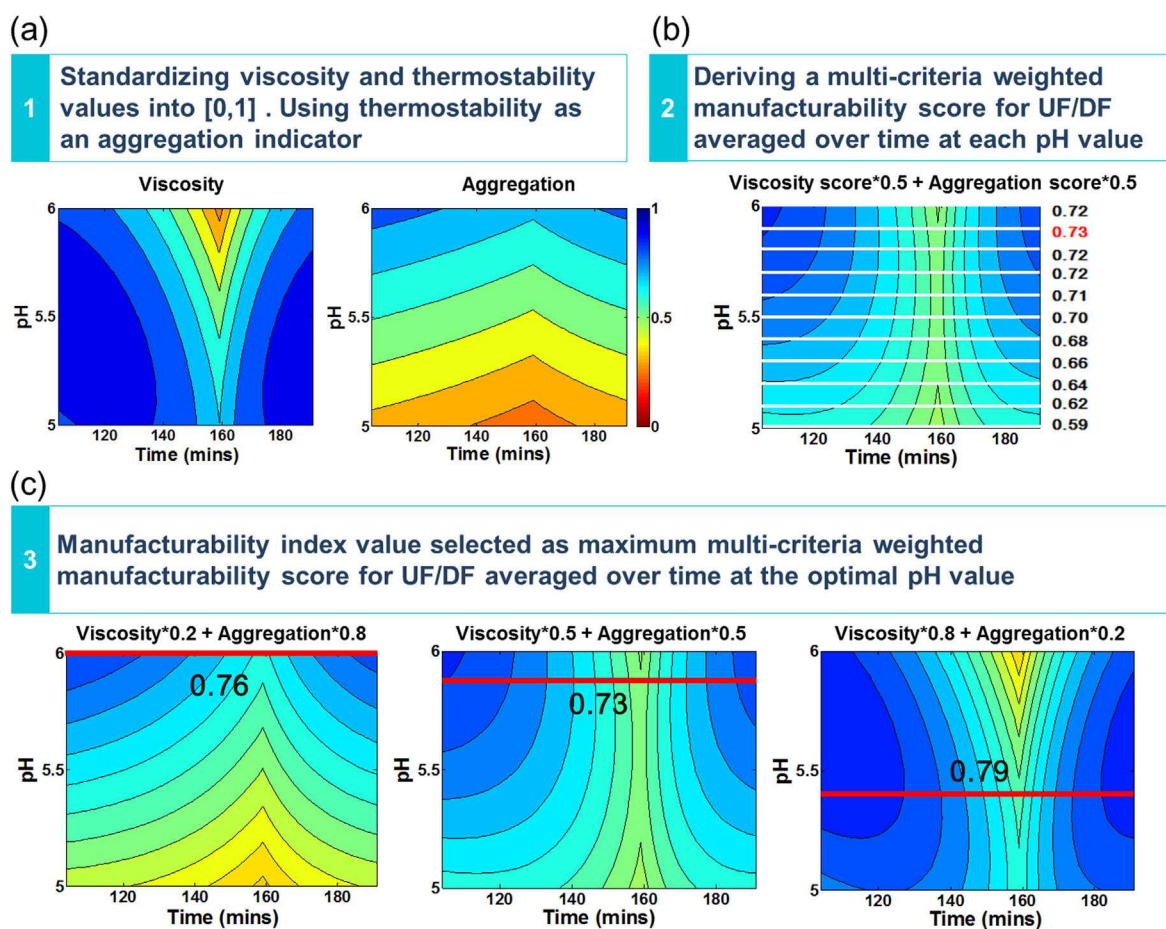 (a)
1
Standardizing viscosity and thermostability
values into [0,1] . Using thermostability as
an aggregation indicator
Viscosity
6
5.5
5
pH
120 140 160 180
Time (mins)
Aggregation
6
5.5
5
pH
120 140 160 180
Time (mins)
1
0.5
0
(b)
2
Deriving a multi-criteria weighted
manufacturability score for UF/DF
averaged over time at each pH value
Viscosity score*0.5 + Aggregation score*0.5
6
5.5
5
pH
120 140 160 180
Time (mins)
0.72
0.73
0.72
0.72
0.71
0.70
0.68
0.66
0.64
0.62
0.59
(c)
3
Manufacturability index value selected as maximum multi-criteria weighted
manufacturability score for UF/DF averaged over time at the optimal pH value
Viscosity*0.2 + Aggregation*0.8
6
0.76
5.5
5
pH
120 140 160 180
Time (mins)
Viscosity*0.5 + Aggregation*0.5
6
0.73
5.5
5
pH
120 140 160 180
Time (mins)
Viscosity*0.8 + Aggregation*0.2
6
5.5
0.79
5
pH
120 140 160 180
Time (mins)